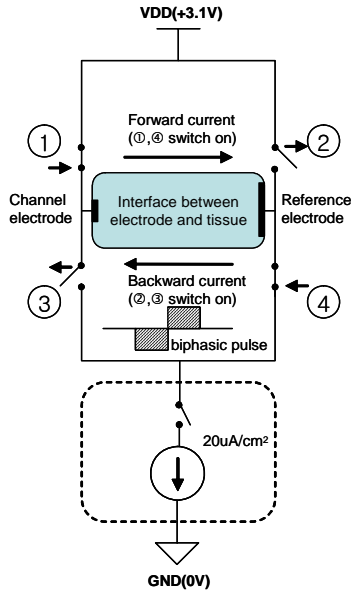 VDD(+3.1V)
Forward current
(①,④ switch on)
①
②
Channel
electrode
Interface between
electrode and tissue
Reference
electrode
Backward current
(②,③ switch on)
③
④
biphasic pulse
20uA/cm²
GND(0V)